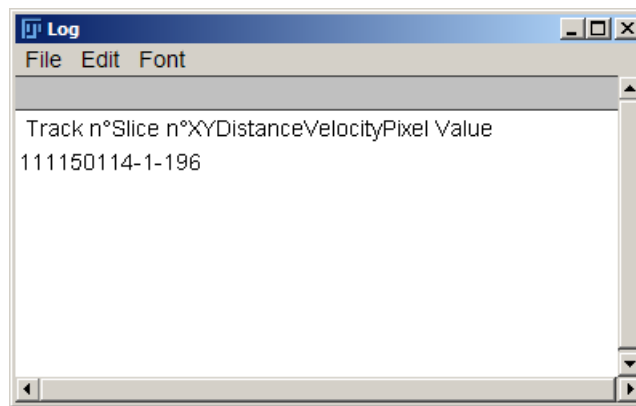 Log
File Edit Font
Track n°Slice n°XYDistanceVelocityPixel Value
111150114-1-196